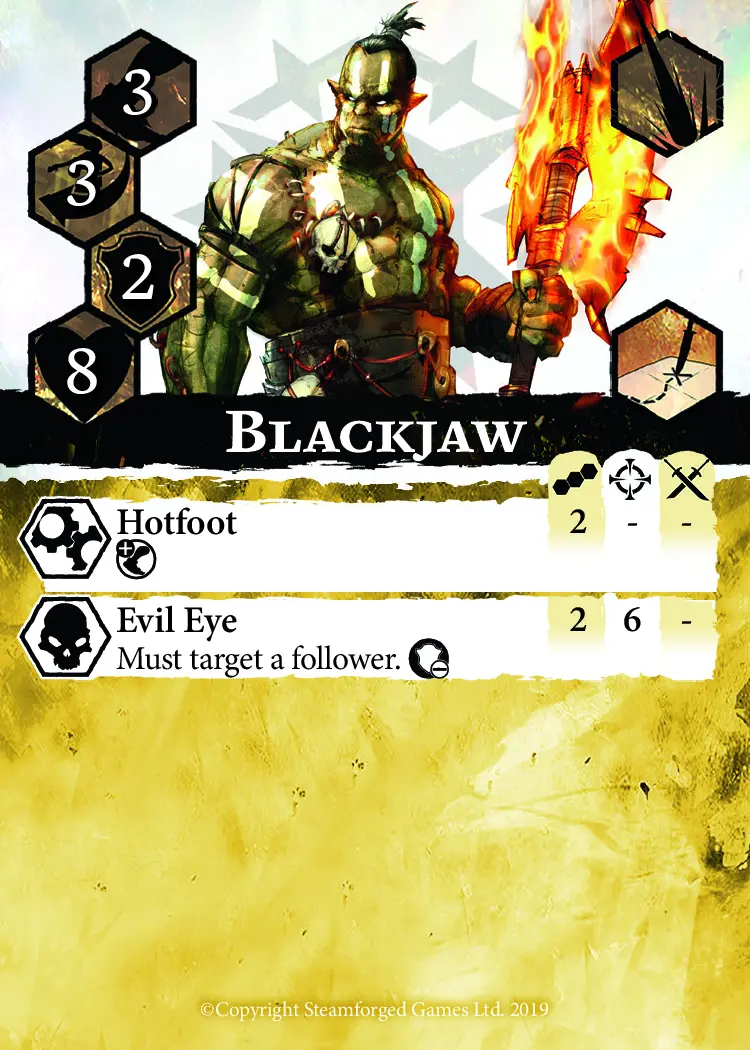 3
3
2
8
Blackjaw
Hotfoot 2 - -
Evil Eye 2 6 -
Must target a follower.
©Copyright Steamforged Games Ltd. 2019